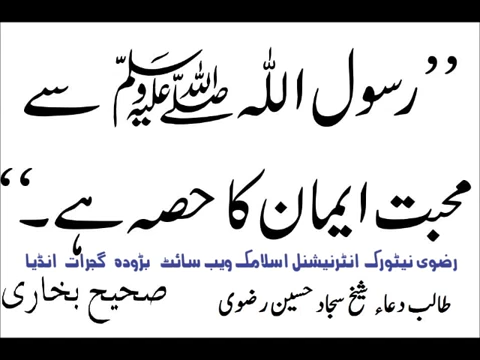 ”رسول اللہ ﷺ سے
محبت ایمان کا حصہ ہے۔“
رضوی نیٹورک انٹرنیشنل اسلامک ویب سائٹ بڑودہ گجرات انڈیا
طالب دعاء شیخ سجاد حسین رضوی صحیح بخاری